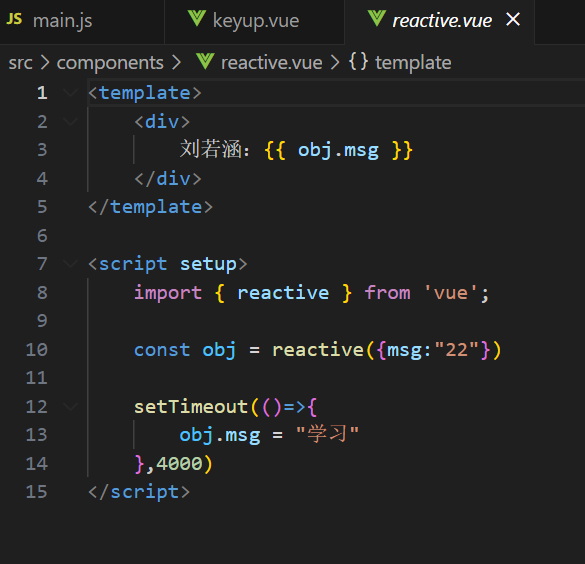 JS main.js keyup.vue reactive.vue ×
src > components > reactive.vue > {} template
1 <template>
2 <div>
3 刘若涵：{{ obj.msg }}
4 </div>
5 </template>
6
7 <script setup>
8 import { reactive } from 'vue';
9
10 const obj = reactive({msg:"22"})
11
12 setTimeout(()=>{
13 obj.msg = "学习"
14 },4000)
15 </script>